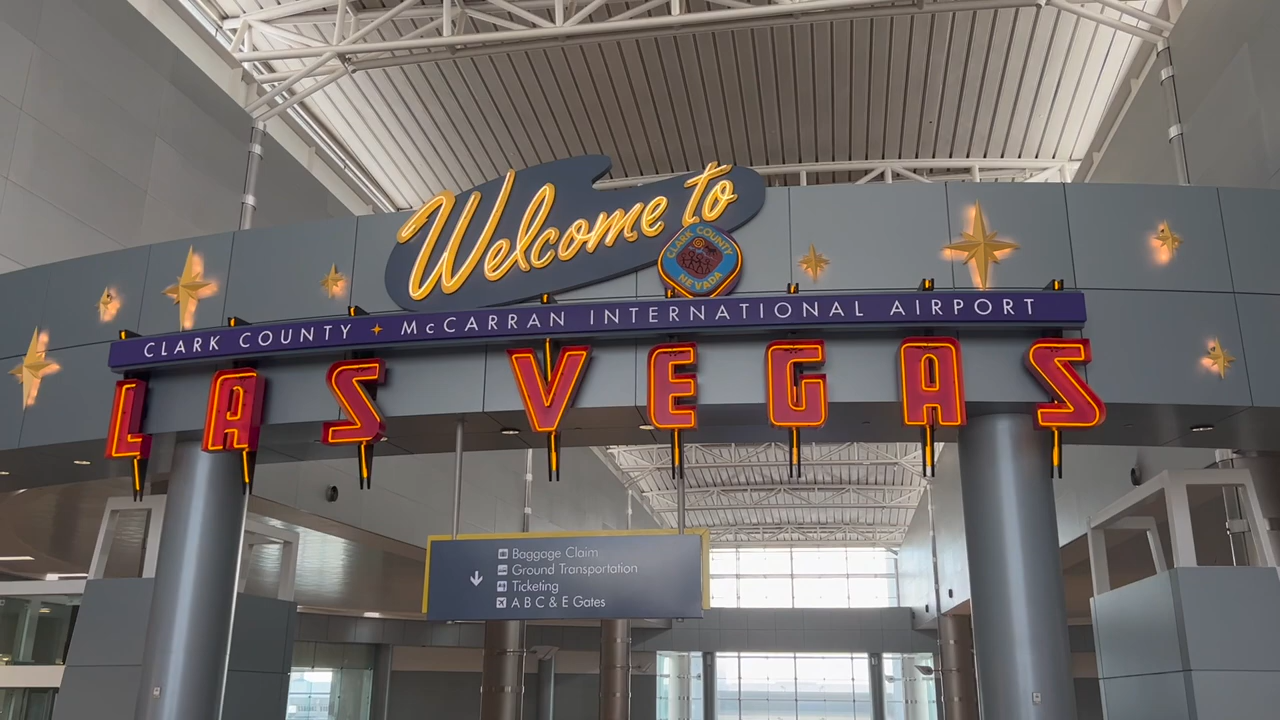 Welcome to
CLARK COUNTY
NEVADA
CLARK COUNTY McCARRAN INTERNATIONAL AIRPORT
LAS VEGAS
Baggage Claim
Ground Transportation
Ticketing
A B C & E Gates